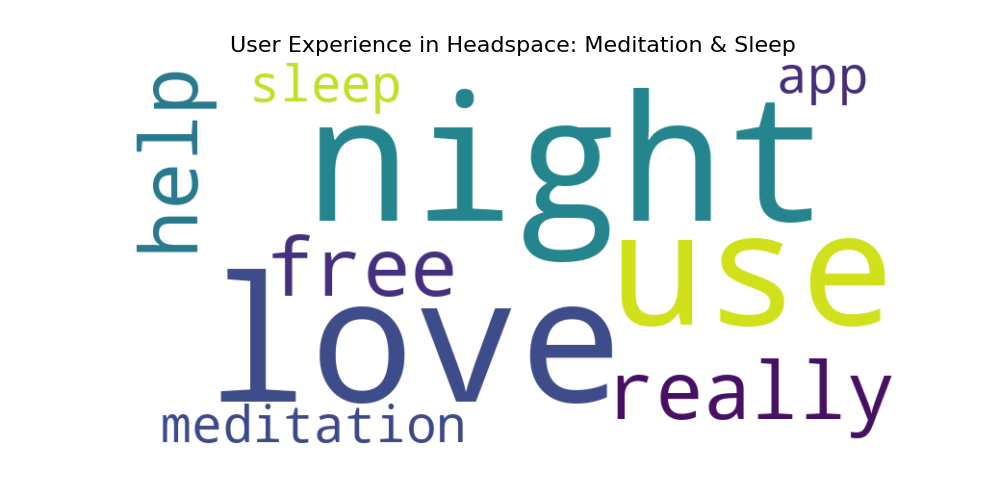 User Experience in Headspace: Meditation & Sleep
sleep
app
help
night
free
use
love
really
meditation